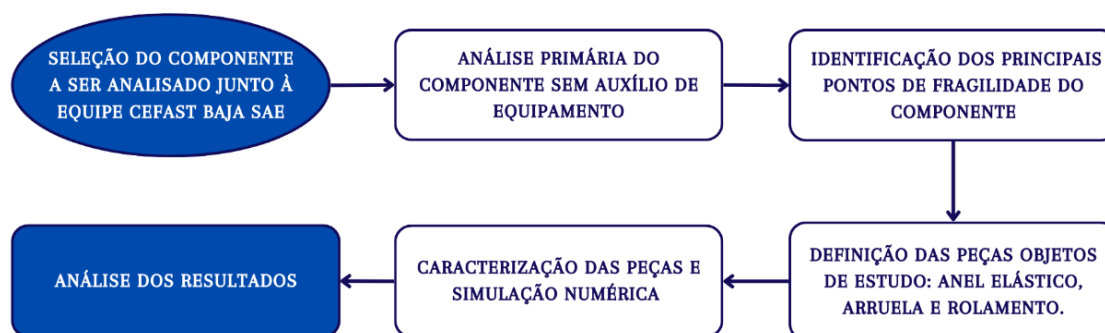 SELEÇÃO DO COMPONENTE
A SER ANALISADO JUNTO À
EQUIPE CEFAST BAJA SAE
ANÁLISE PRIMÁRIA DO
COMPONENTE SEM AUXÍLIO DE
EQUIPAMENTO
IDENTIFICAÇÃO DOS PRINCIPAIS
PONTOS DE FRAGILIDADE DO
COMPONENTE
DEFINIÇÃO DAS PEÇAS OBJETOS
DE ESTUDO: ANEL ELÁSTICO,
ARRUELA E ROLAMENTO.
CARACTERIZAÇÃO DAS PEÇAS E
SIMULAÇÃO NUMÉRICA
ANÁLISE DOS RESULTADOS